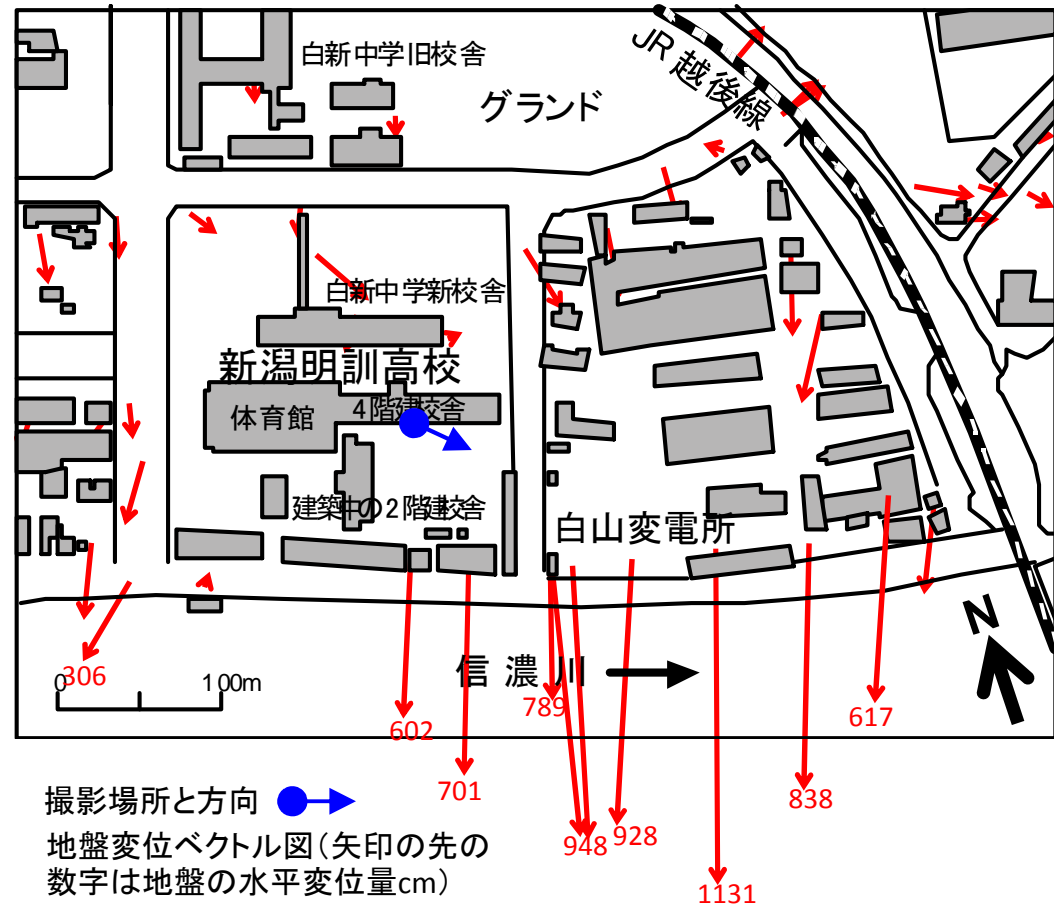 白新中学旧校舎
グランド
JR越後線
白新中学新校舎
新潟明訓高校
体育館
4階建校舎
建築中の2階建校舎
白山変電所
信濃川
N
0
100m
306
602
701
789
948
928
1131
838
617
撮影場所と方向
地盤変位ベクトル図(矢印の先の
数字は地盤の水平変位量cm)